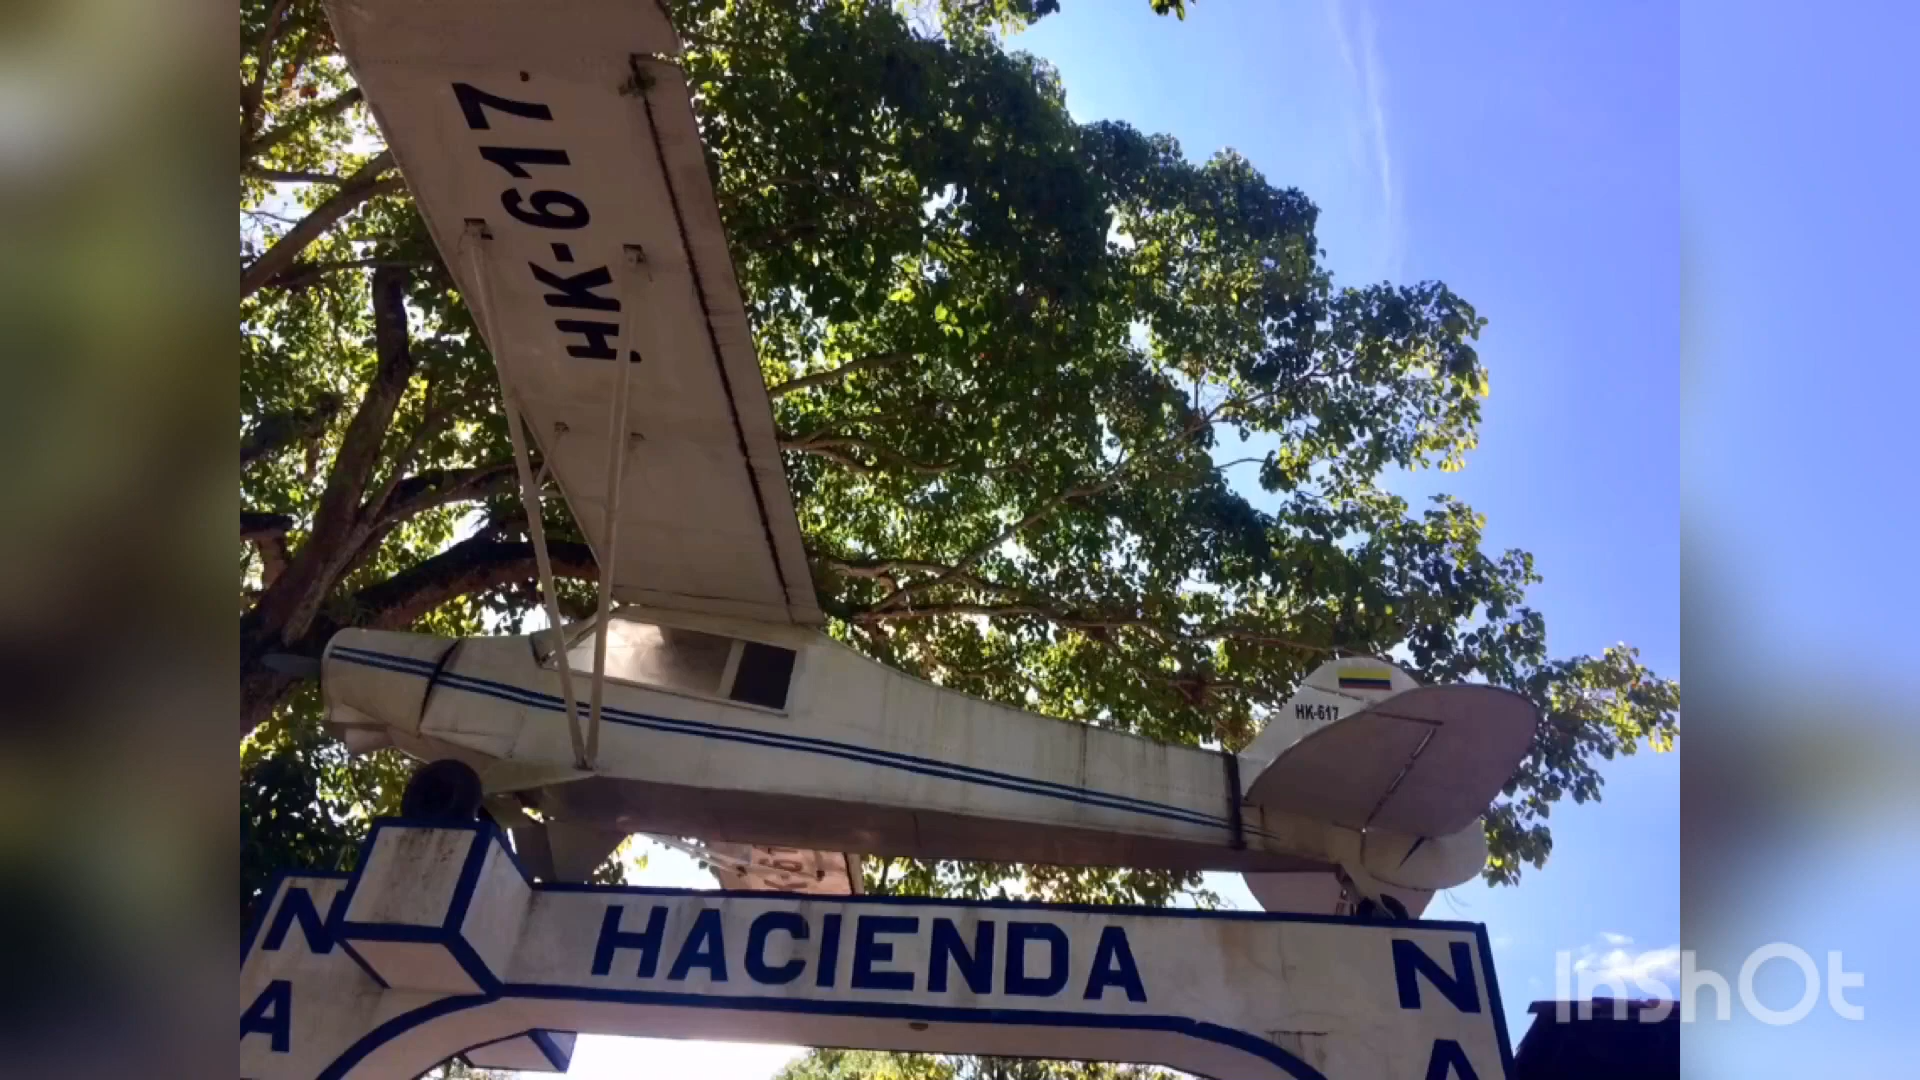 HK-617.
HK-617
HACIENDA
N
A
N
A
InShOt